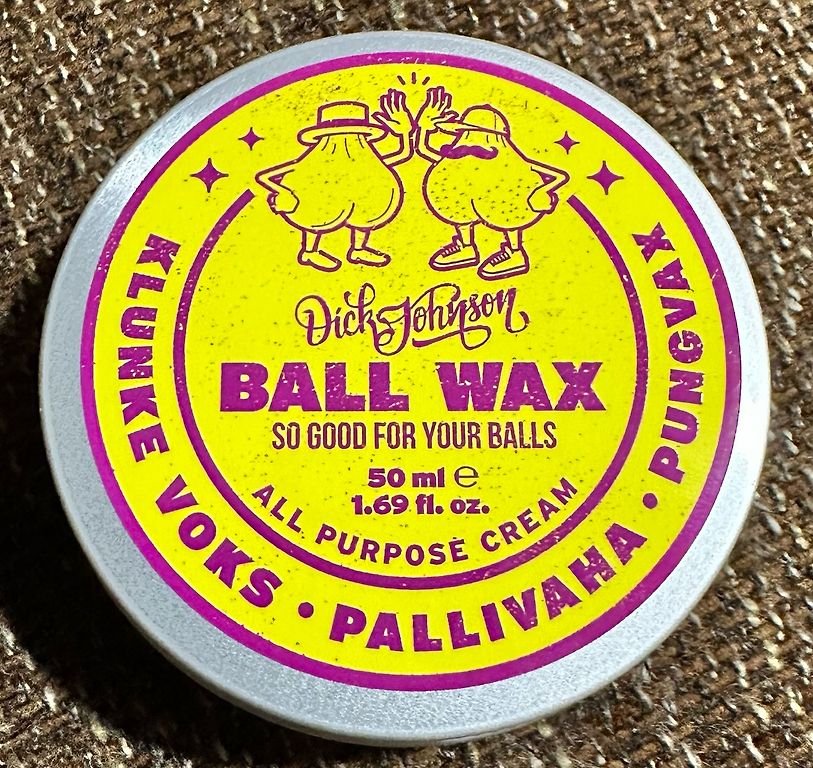 Dick Johnson
BALL WAX
SO GOOD FOR YOUR BALLS
50 ml ℮
1.69 fl. oz.
ALL PURPOSE CREAM
KLUNKE VOKS • PALLIVAHA • PUNGVAX